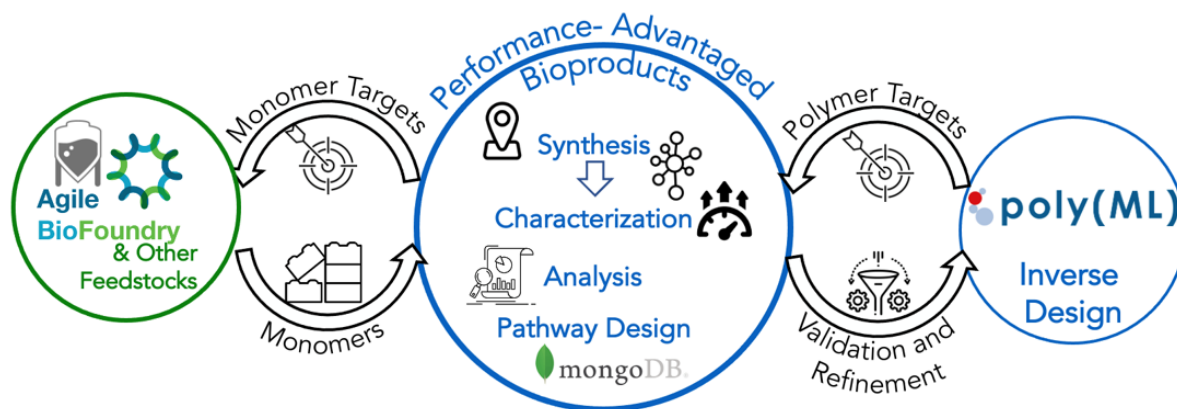 Agile
BioFoundry
& Other
Feedstocks
Monomer Targets
Monomers
Performance- Advantaged
Bioproducts
Synthesis
Characterization
Analysis
Pathway Design
mongoDB.
Polymer Targets
Validation and
Refinement
poly(ML)
Inverse
Design